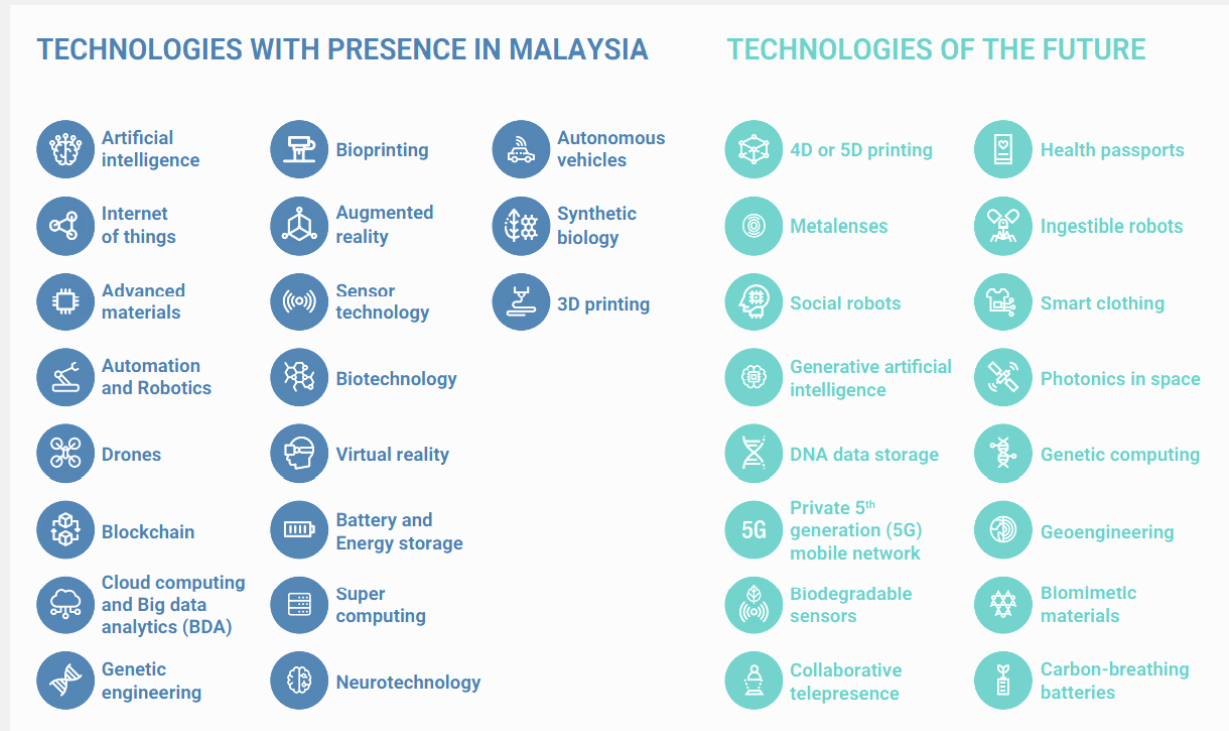 TECHNOLOGIES WITH PRESENCE IN MALAYSIA
Artificial
intelligence
Internet
of things
Advanced
materials
Automation
and Robotics
Drones
Blockchain
Cloud computing
and Big data
analytics (BDA)
Genetic
engineering
Bioprinting
Augmented
reality
Sensor
technology
Biotechnology
Virtual reality
Battery and
Energy storage
Super
computing
Neurotechnology
Autonomous
vehicles
Synthetic
biology
3D printing
TECHNOLOGIES OF THE FUTURE
4D or 5D printing
Metalenses
Social robots
Generative artificial
intelligence
DNA data storage
5G
Private 5th
generation (5G)
mobile network
Biodegradable
sensors
Collaborative
telepresence
Health passports
Ingestible robots
Smart clothing
Photonics in space
Genetic computing
Geoengineering
Biomimetic
materials
Carbon-breathing
batteries